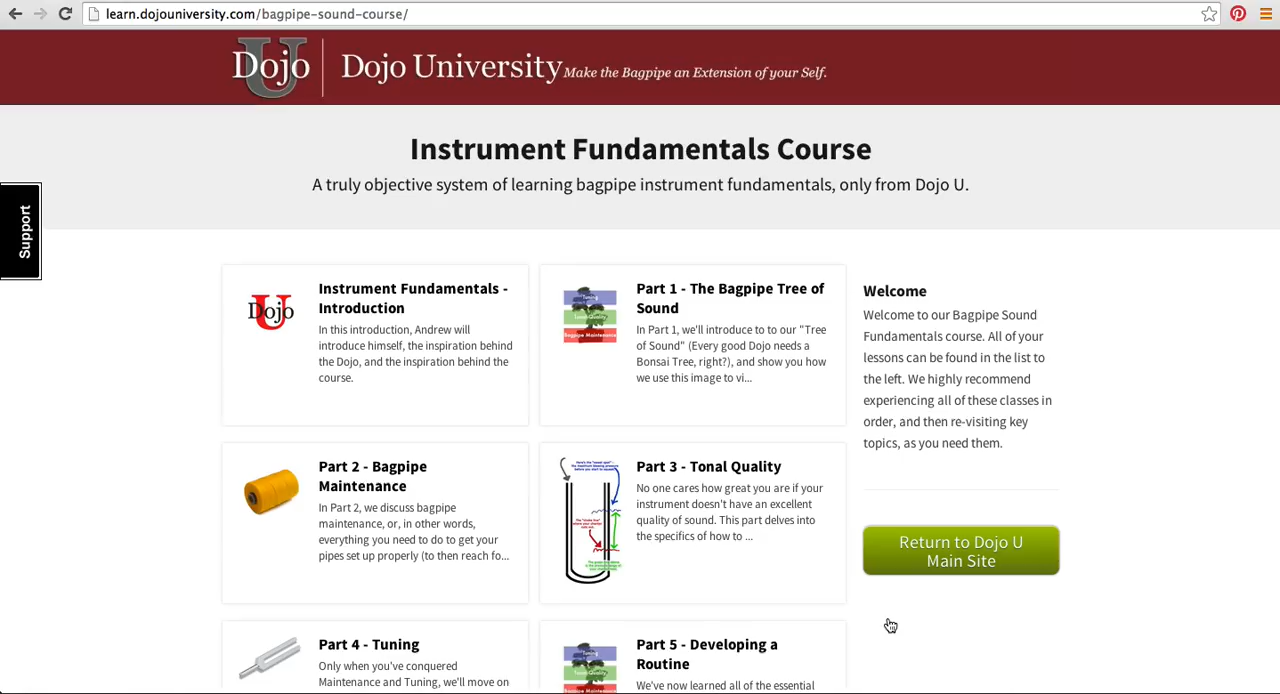 learn.dojouniversity.com/bagpipe-sound-course/
Dojo
U
Dojo University Make the Bagpipe an Extension of your Self.
Instrument Fundamentals Course
A truly objective system of learning bagpipe instrument fundamentals, only from Dojo U.
Support
Dojo
U
Instrument Fundamentals -
Introduction
In this introduction, Andrew will
introduce himself, the inspiration behind
the Dojo, and the inspiration behind the
course.
Tuning
Tonal Quality
Bagpipe Maintenance
Part 1 - The Bagpipe Tree of
Sound
In Part 1, we'll introduce to to our "Tree
of Sound" (Every good Dojo needs a
Bonsai Tree, right?), and show you how
we use this image to vi...
Part 2 - Bagpipe
Maintenance
In Part 2, we discuss bagpipe
maintenance, or, in other words,
everything you need to do to get your
pipes set up properly (to then reach fo...
Part 3 - Tonal Quality
No one cares how great you are if your
instrument doesn't have an excellent
quality of sound. This part delves into
the specifics of how to ...
Part 4 - Tuning
Only when you've conquered
Maintenance and Tuning, we'll move on
Tuning
Tonal Quality
Bagpipe Maintenance
Part 5 - Developing a
Routine
We've now learned all of the essential
Welcome
Welcome to our Bagpipe Sound
Fundamentals course. All of your
lessons can be found in the list to
the left. We highly recommend
experiencing all of these classes in
order, and then re-visiting key
topics, as you need them.
Return to Dojo U
Main Site